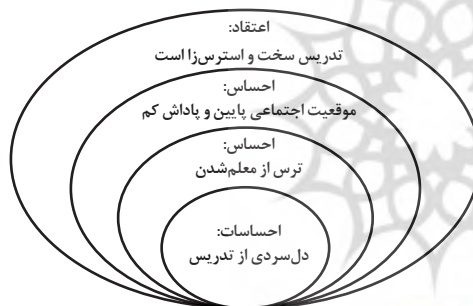 اعتقاد:
تدریس سخت و استرس‌زا است
احساس:
موقعیت اجتماعی پایین و پاداش کم
احساس:
ترس از معلم‌شدن
احساسات:
دل‌سردی از تدریس